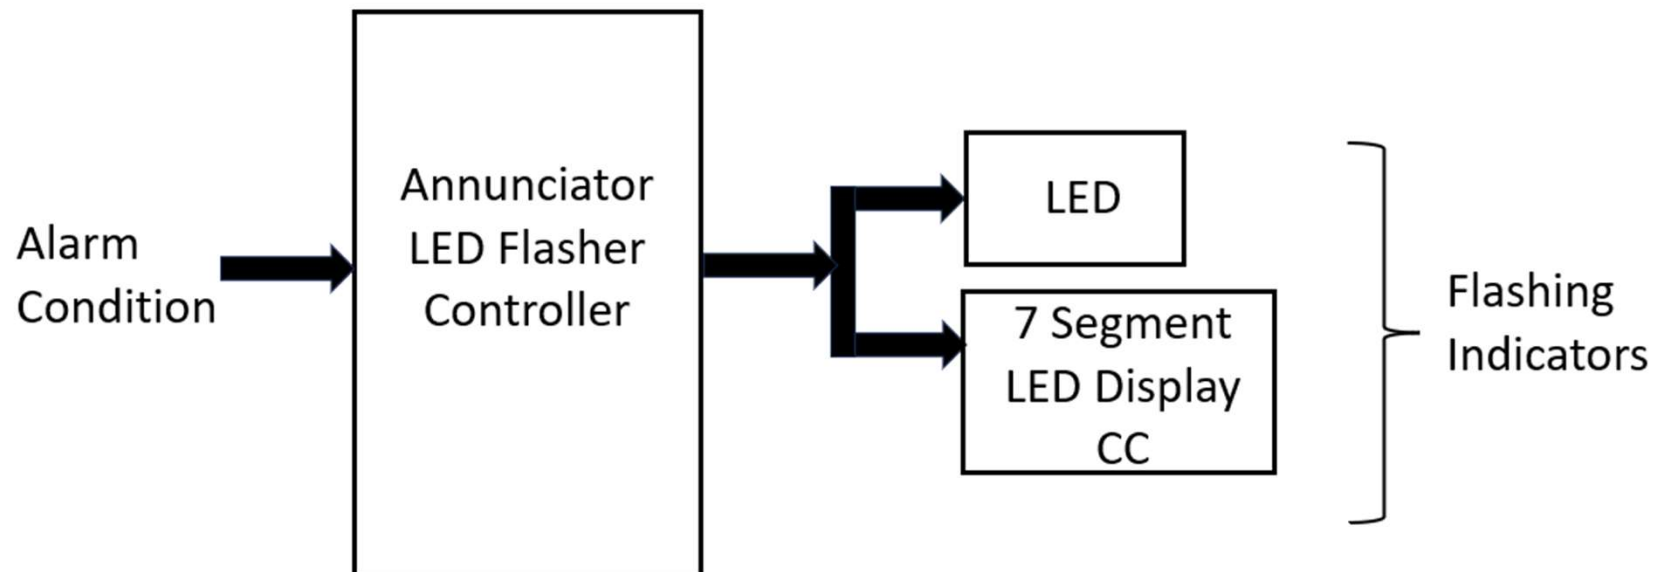 Alarm
Condition
Annunciator
LED Flasher
Controller
LED
7 Segment
LED Display
CC
Flashing
Indicators